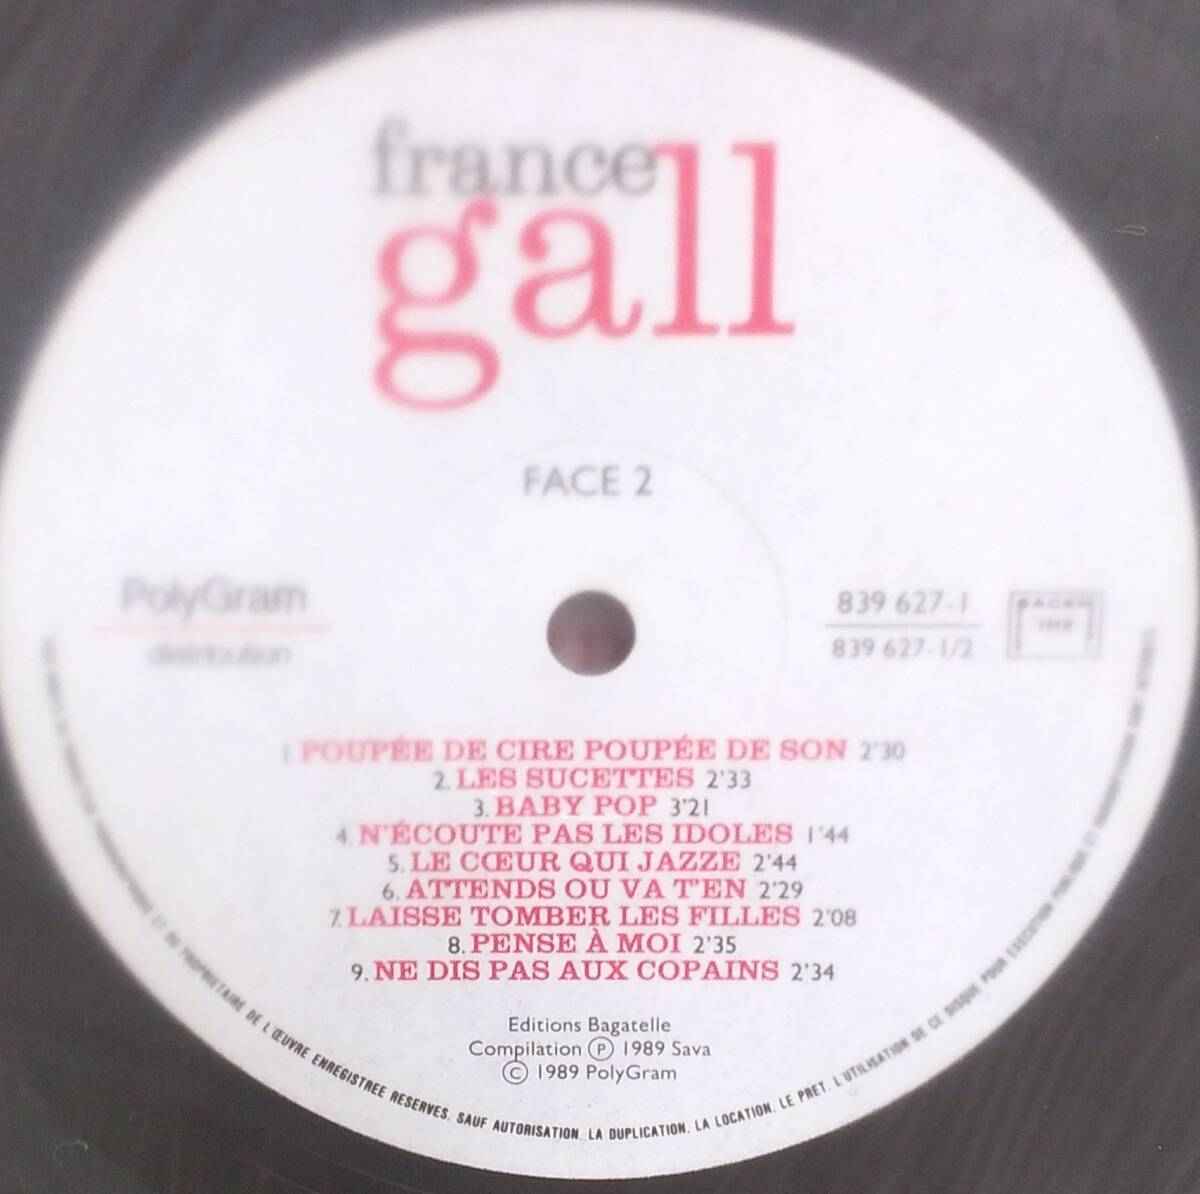 france
gall
FACE 2
PolyGram
distribution
839 627-1
839 627-1/2
SACEM
1. POUPÉE DE CIRE POUPÉE DE SON 2'30
2. LES SUCETTES 2'33
3. BABY POP 3'21
4. N'ÉCOUTE PAS LES IDOLES 1'44
5. LE CŒUR QUI JAZZE 2'44
6. ATTENDS OU VA T'EN 2'29
7. LAISSE TOMBER LES FILLES 2'08
8. PENSE À MOI 2'35
9. NE DIS PAS AUX COPAINS 2'34
Editions Bagatelle
Compilation Ⓟ 1989 Sava
© 1989 PolyGram
ET DU PROPRIETAIRE DE L'ŒUVRE ENREGISTREE RESERVES. SAUF AUTORISATION. LA DUPLICATION. LA LOCATION. LE PRET. L'UTILISATION DE CE DISQUE POUR EXECUTION PUBLIQUE ET